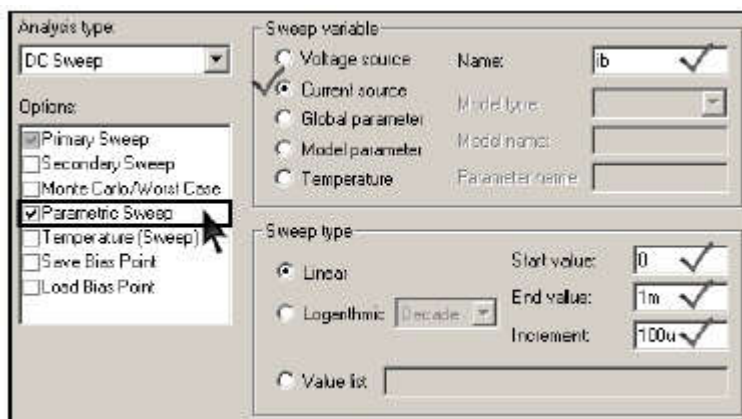 Analysis type:
DC Sweep
Options:
Primary Sweep
Secondary Sweep
Monte Carlo/Worst Case
Parametric Sweep
Temperature (Sweep)
Save Bias Point
Load Bias Point
Sweep variable
Voltage source
Current source
Global parameter
Model parameter
Temperature
Name: ib
Model type:
Model name:
Parameter name:
Sweep type
Linear
Logarithmic Decade
Value list
Start value: 0
End value: 1m
Increment: 100u